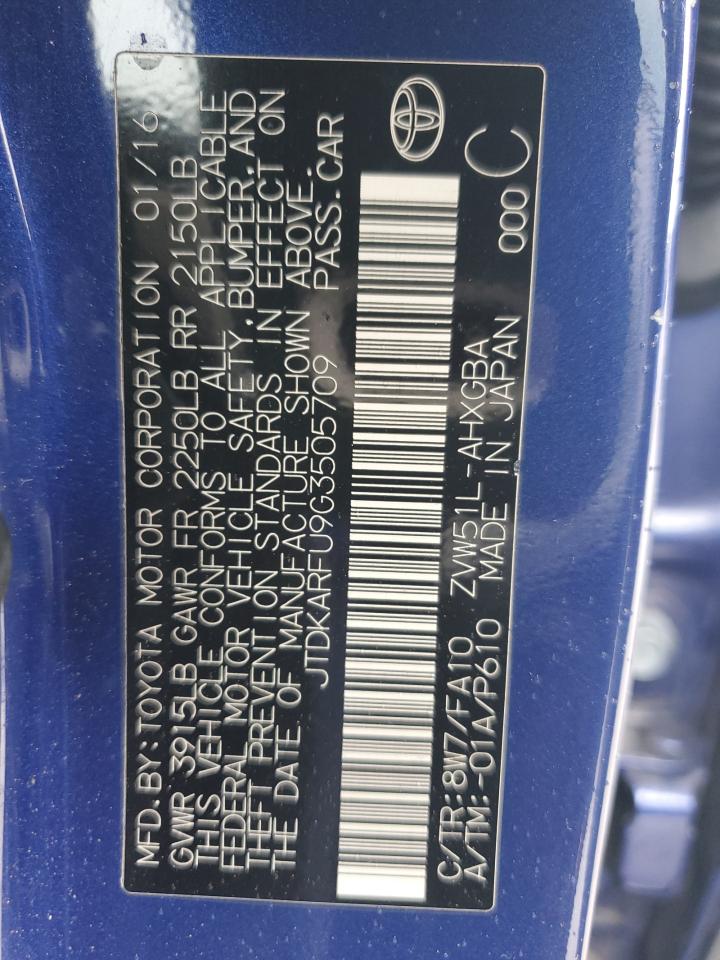 MFD. BY: TOYOTA MOTOR CORPORATION 01/16
GVWR 3915LB GAWR FR 2250LB RR 2150LB
THIS VEHICLE CONFORMS TO ALL APPLICABLE
FEDERAL MOTOR VEHICLE SAFETY, BUMPER, AND
THEFT PREVENTION STANDARDS IN EFFECT ON
THE DATE OF MANUFACTURE SHOWN ABOVE.
JTDKARFU9G3505709 PASS. CAR
C/TR: 8W7/FA10 ZVW51L-AHXGBA
A/TM: -01A/P610 MADE IN JAPAN
000 C